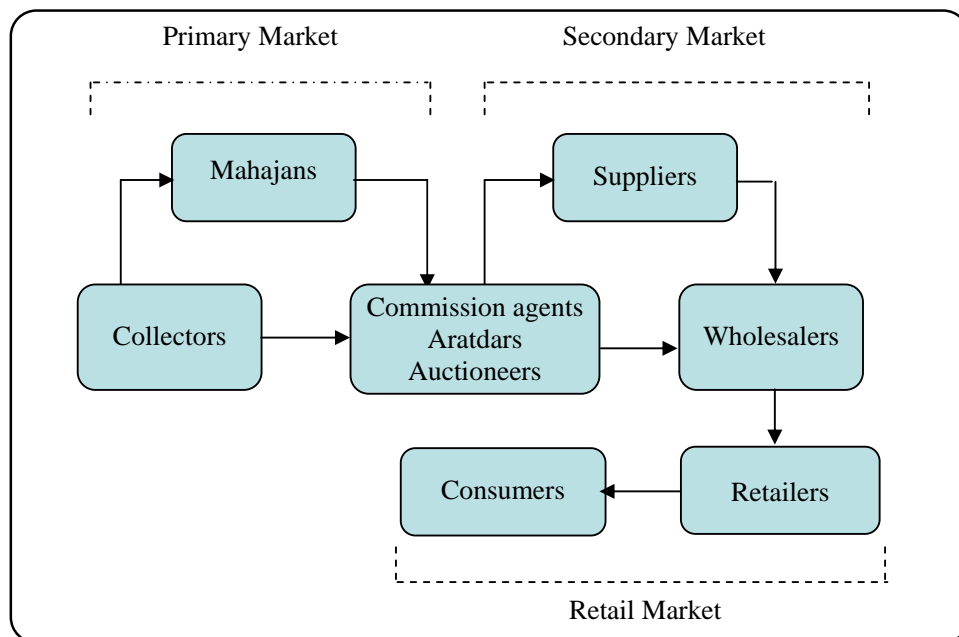 Primary Market
Secondary Market
Mahajans
Suppliers
Collectors
Commission agents
Aratdars
Auctioneers
Wholesalers
Consumers
Retailers
Retail Market